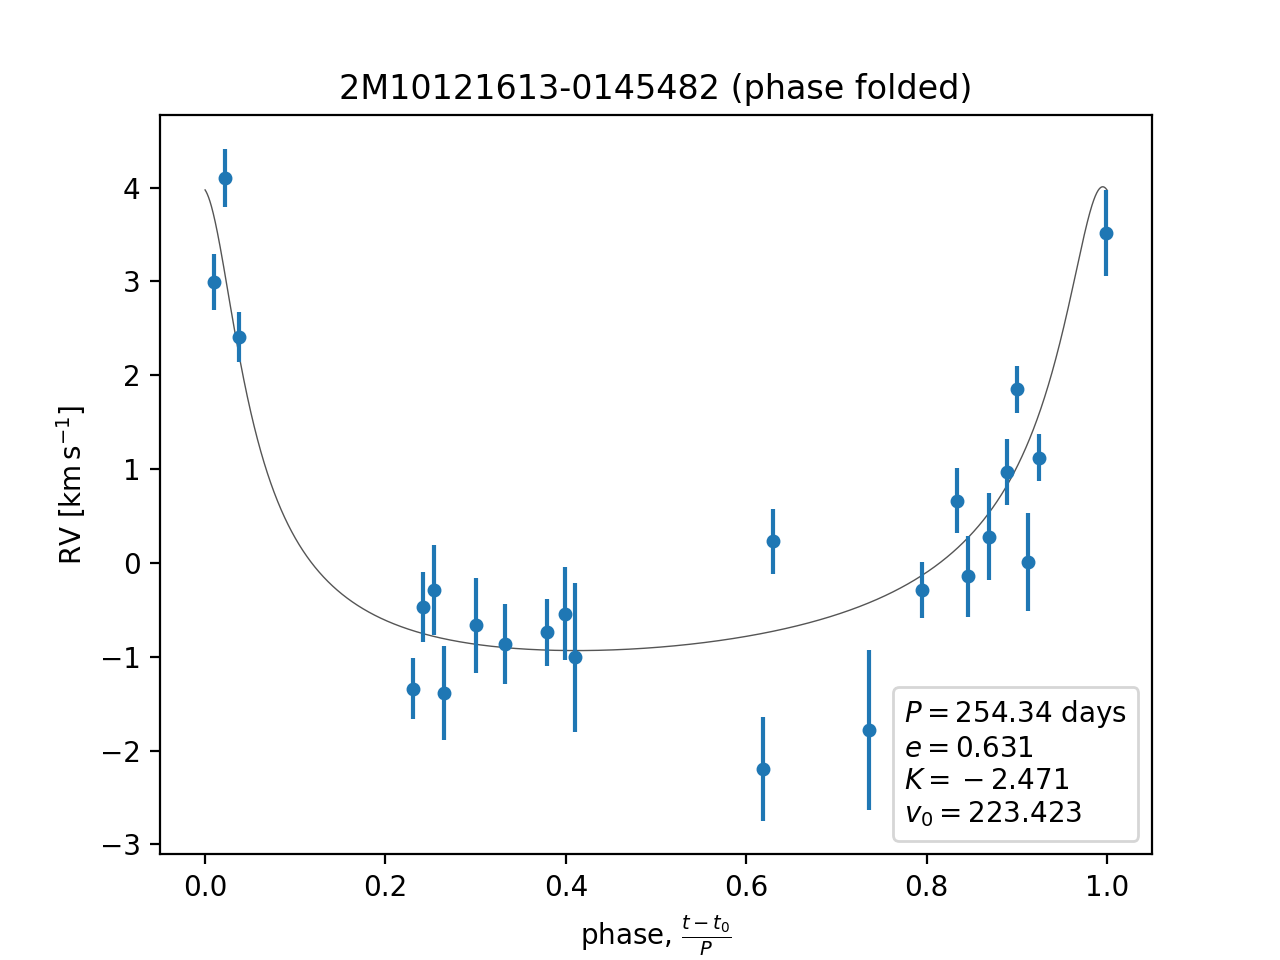 2M10121613-0145482 (phase folded)
RV [km s⁻¹]
4
3
2
1
0
−1
−2
−3
P = 254.34 days
e = 0.631
K = −2.471
v₀ = 223.423
0.0 0.2 0.4 0.6 0.8 1.0
phase, (t − t₀)/P